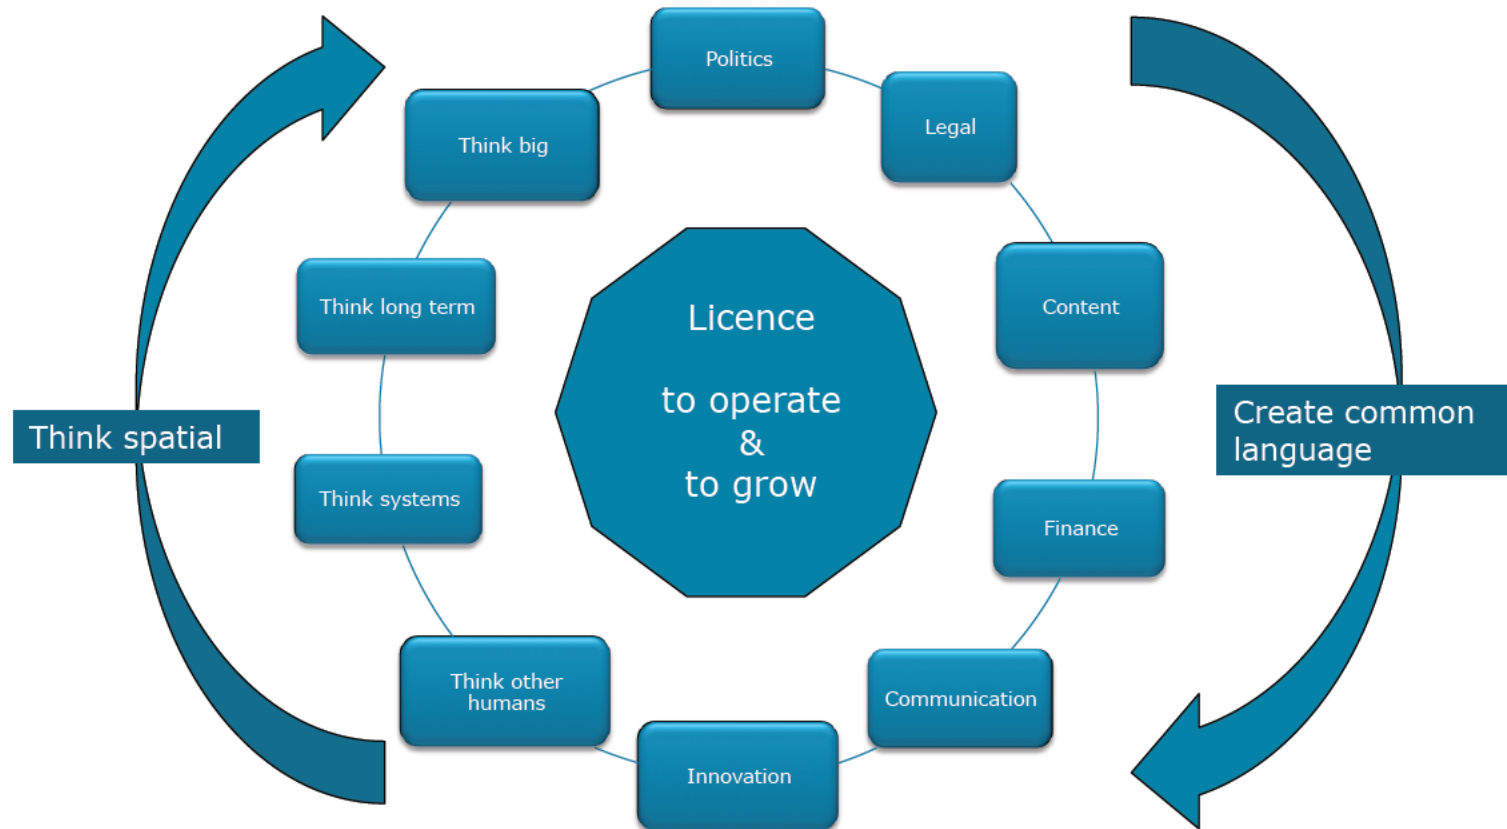 Politics
Legal
Think big
Content
Think long term
Licence
to operate
&
to grow
Think spatial
Create common
language
Think systems
Finance
Think other
humans
Communication
Innovation